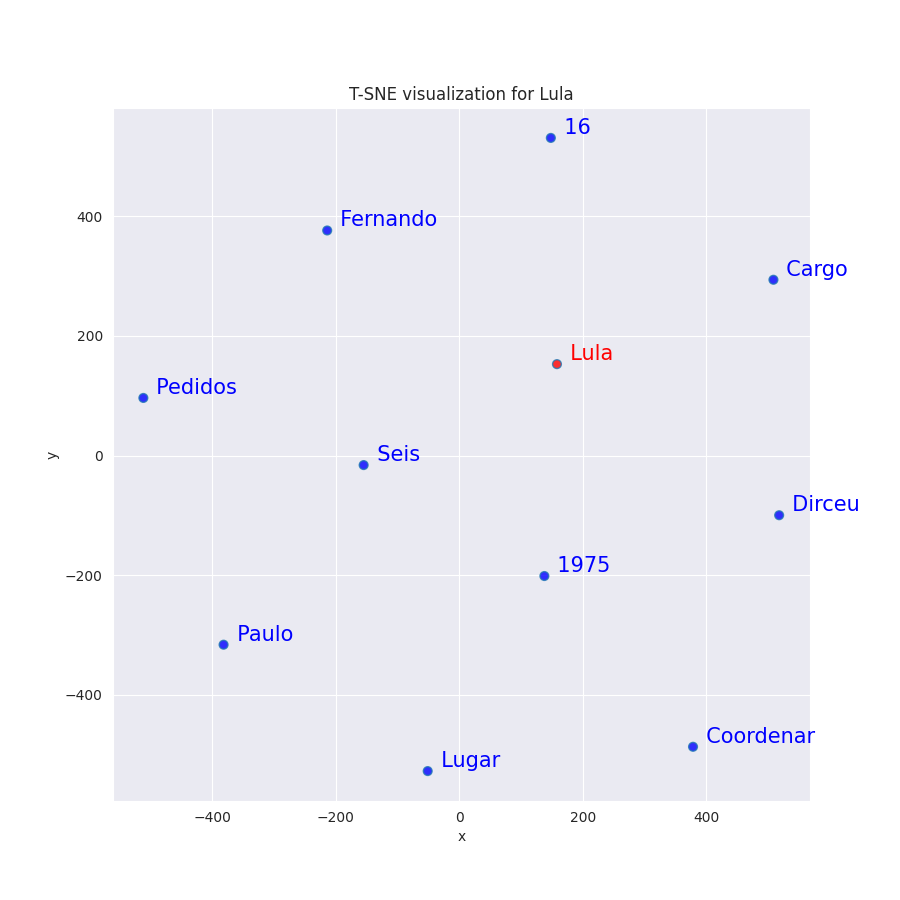 T-SNE visualization for Lula
16
Fernando
400
Cargo
200
Lula
Pedidos
Seis
0
y
Dirceu
1975
−200
Paulo
−400
Coordenar
Lugar
−400 −200 0 200 400
x